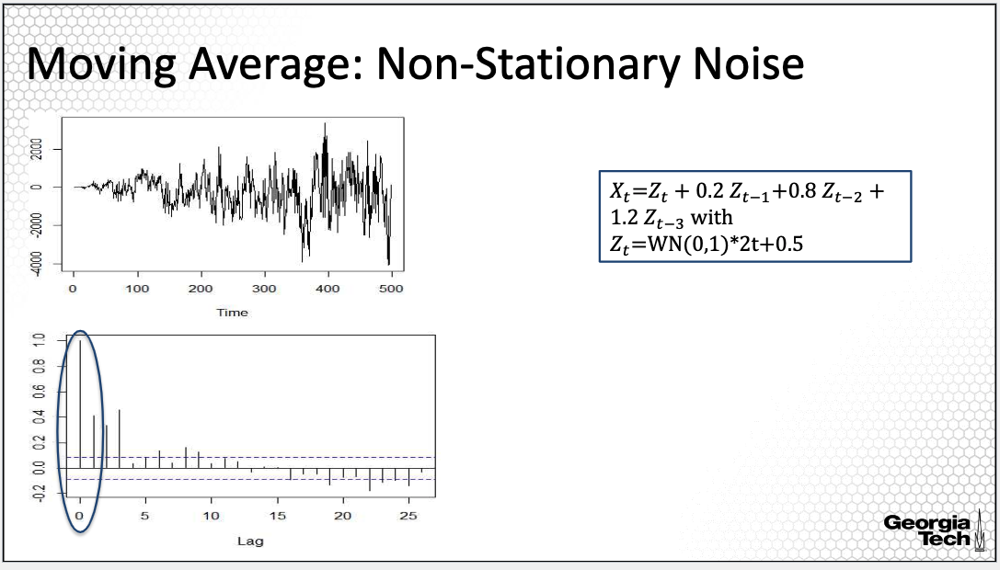 Moving Average: Non-Stationary Noise
2000
0
-2000
-4000
0 100 200 300 400 500
Time
X_t=Z_t + 0.2 Z_{t−1}+0.8 Z_{t−2} +
1.2 Z_{t−3} with
Z_t=WN(0,1)*2t+0.5
1.0
0.8
0.6
0.4
0.2
0.0
-0.2
0 5 10 15 20 25
Lag
Georgia
Tech